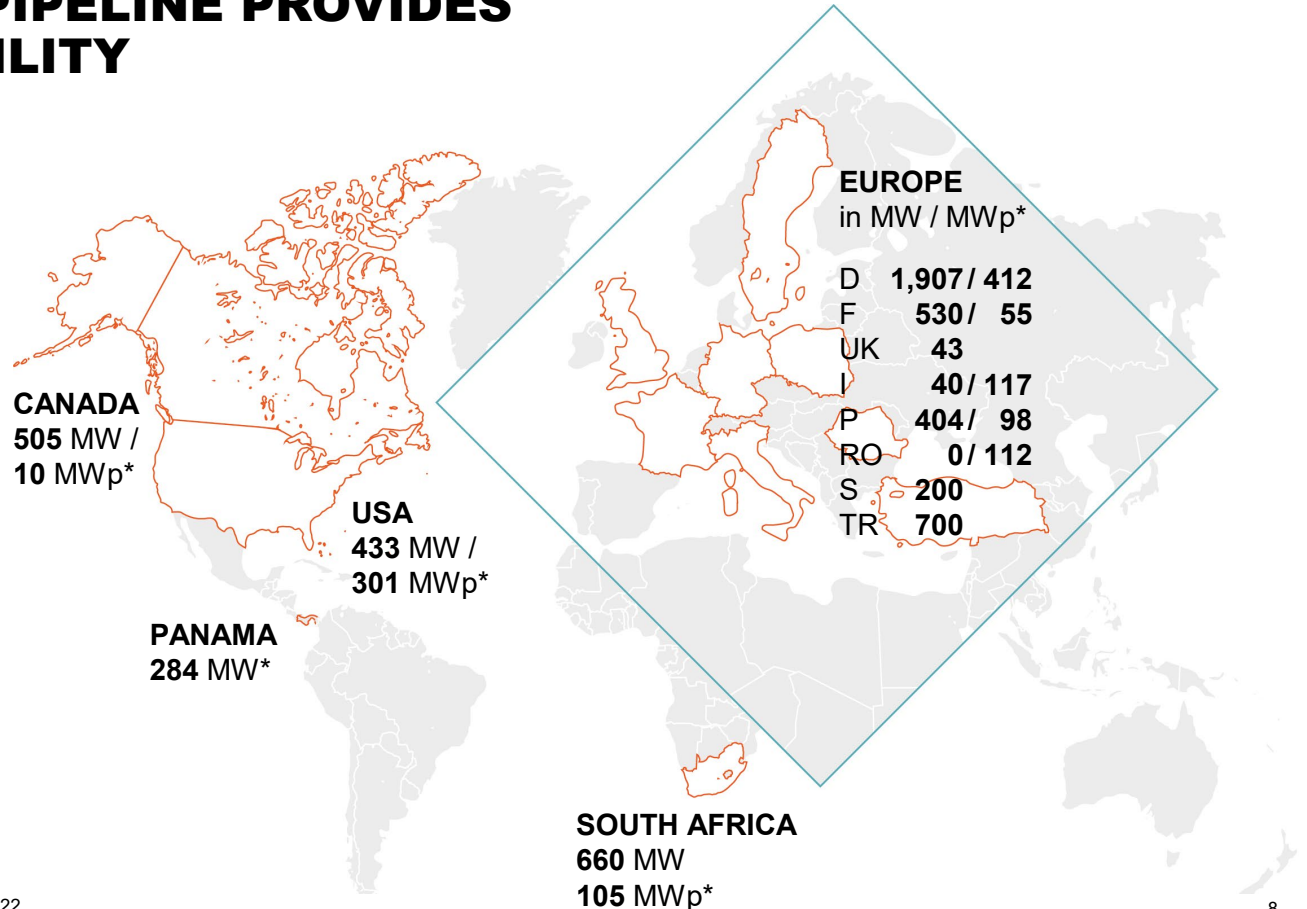 PIPELINE PROVIDES
ILITY
EUROPE
in MW / MWp*
D 1,907 / 412
F 530 / 55
UK 43
I 40 / 117
P 404 / 98
RO 0 / 112
S 200
TR 700
CANADA
505 MW /
10 MWp*
USA
433 MW /
301 MWp*
PANAMA
284 MW*
SOUTH AFRICA
660 MW
105 MWp*
22
8